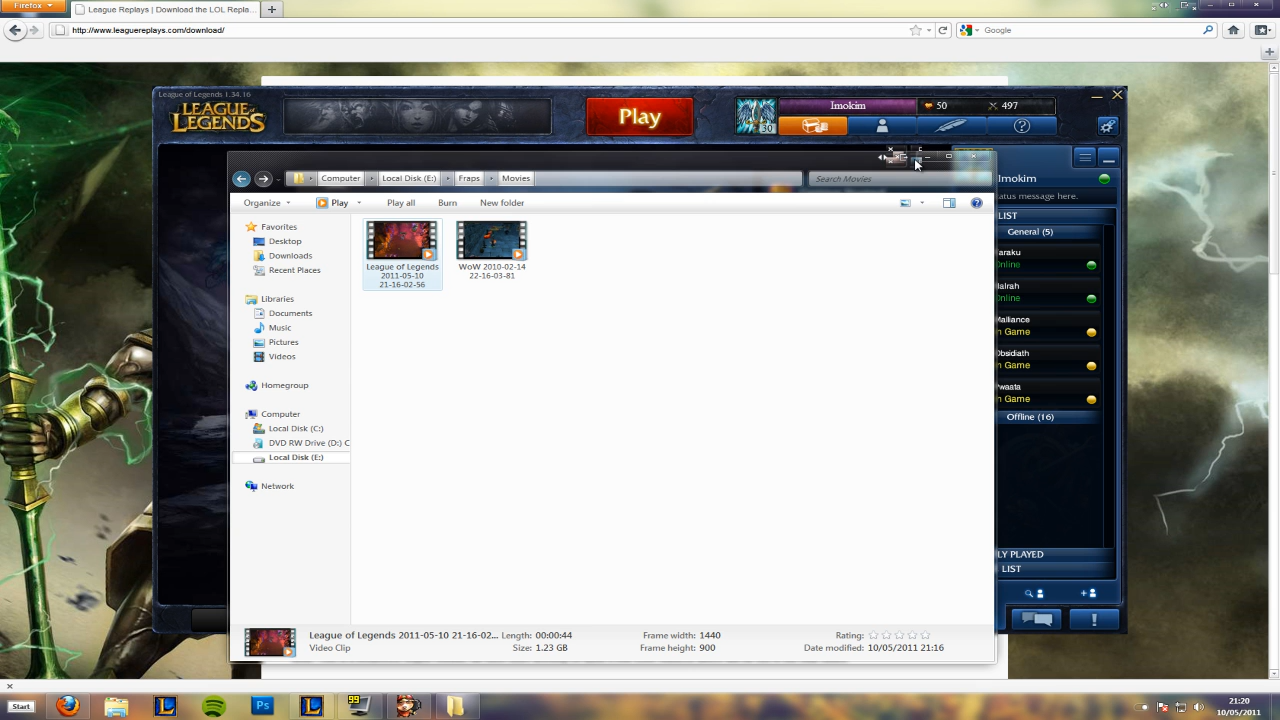 Firefox
League Replays | Download the LOL Repla...
http://www.leaguereplays.com/download/
Google
League of Legends 1.34.16
LEAGUE of LEGENDS
Play
30
Imokim
50
497
Computer
Local Disk (E:)
Fraps
Movies
Search Movies
Imokim
atus message here.
Organize
Play
Play all
Burn
New folder
LIST
General (5)
Favorites
Desktop
Downloads
Recent Places
Libraries
Documents
Music
Pictures
Videos
Homegroup
Computer
Local Disk (C:)
DVD RW Drive (D:) C
Local Disk (E:)
Network
League of Legends
2011-05-10
21-16-02-56
WoW 2010-02-14
22-16-03-81
Online
Online
Malliance
n Game
Obsidiath
n Game
n Game
Offline (16)
LY PLAYED
LIST
League of Legends 2011-05-10 21-16-02... Length: 00:00:44
Frame width: 1440
Rating:
Video Clip
Size: 1.23 GB
Frame height: 900
Date modified: 10/05/2011 21:16
Start
Ps
99
21:20
10/05/2011